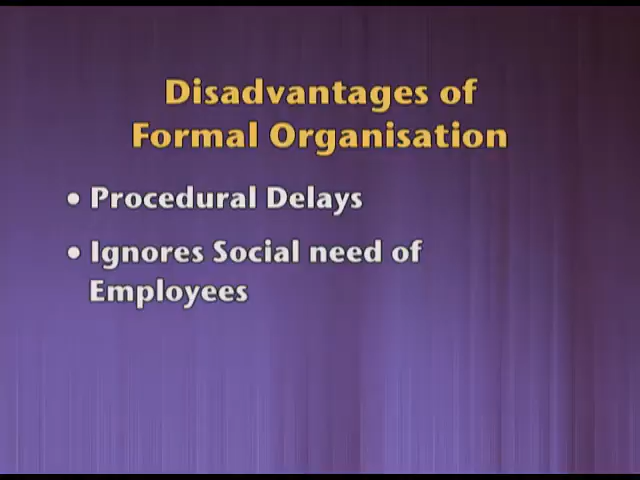 Disadvantages of
Formal Organisation
• Procedural Delays
• Ignores Social need of
Employees